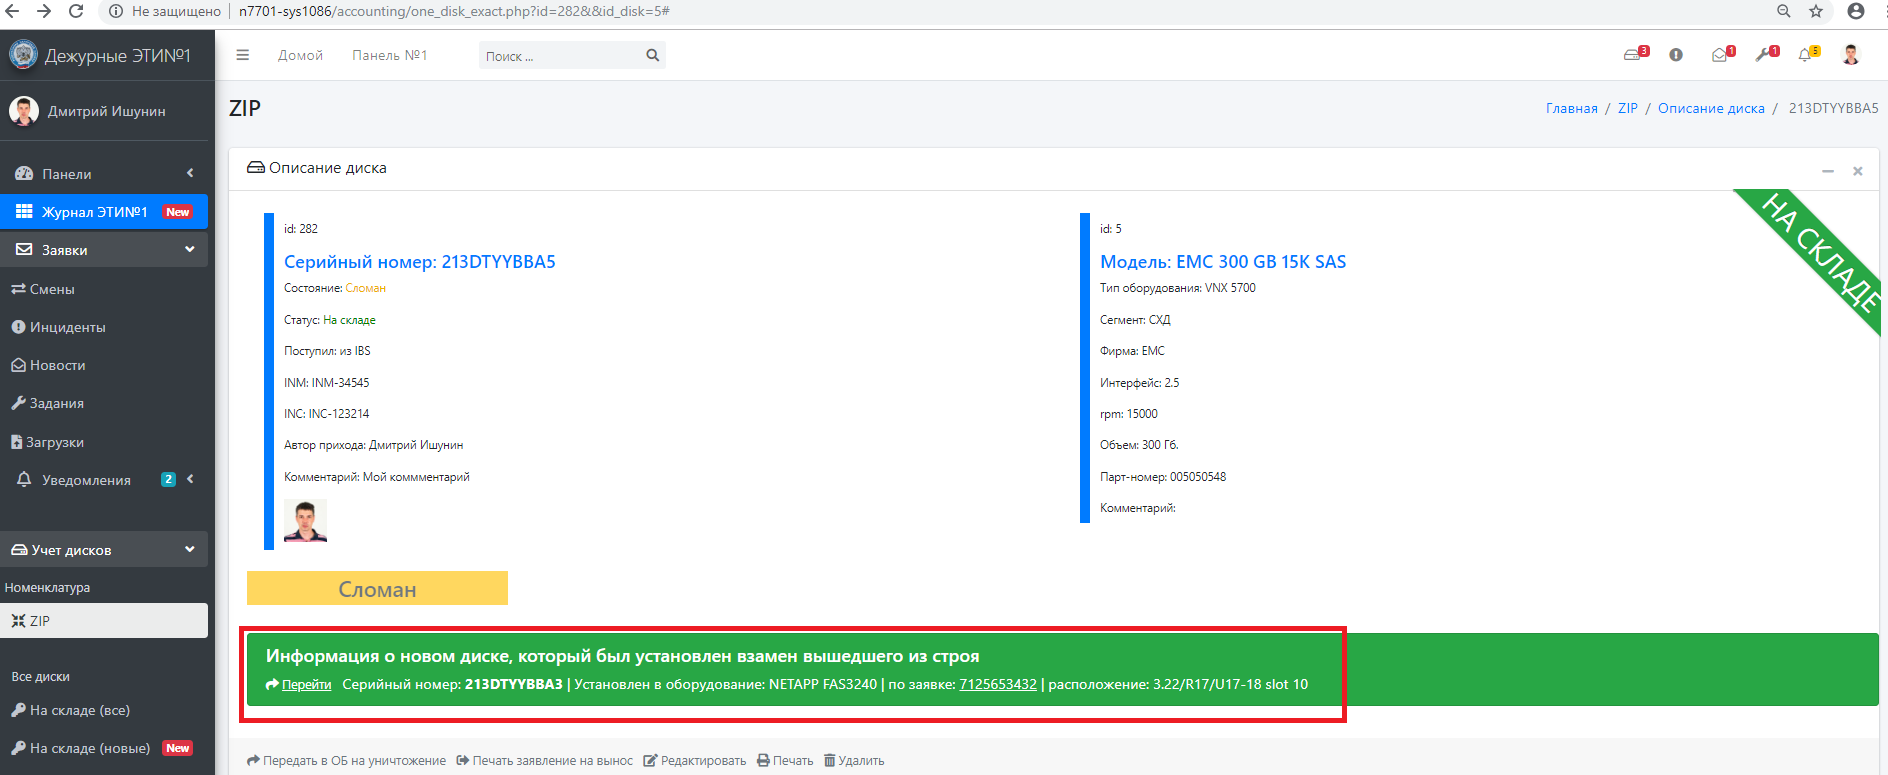 Не защищено | n7701-sys1086/accounting/one_disk_exact.php?id=282&&id_disk=5#
Дежурные ЭТИ№1
Домой Панель №1 Поиск ... 3 1 1 5
Дмитрий Ишунин
ZIP
Главная / ZIP / Описание диска / 213DTYYBBA5
Панели
Журнал ЭТИ№1 New
Заявки
Смены
Инциденты
Новости
Задания
Загрузки
Уведомления 2
Учет дисков
Номенклатура
ZIP
Все диски
На складе (все)
На складе (новые) New
Описание диска
НА СКЛАДЕ
id: 282
Серийный номер: 213DTYYBBA5
Состояние: Сломан
Статус: На складе
Поступил: из IBS
INM: INM-34545
INC: INC-123214
Автор прихода: Дмитрий Ишунин
Комментарий: Мой коммментарий
id: 5
Модель: EMC 300 GB 15K SAS
Тип оборудования: VNX 5700
Сегмент: СХД
Фирма: EMC
Интерфейс: 2.5
rpm: 15000
Объем: 300 Гб.
Парт-номер: 005050548
Комментарий:
Сломан
Информация о новом диске, который был установлен взамен вышедшего из строя
Перейти Серийный номер: 213DTYYBBA3 | Установлен в оборудование: NETAPP FAS3240 | по заявке: 7125653432 | расположение: 3.22/R17/U17-18 slot 10
Передать в ОБ на уничтожение Печать заявление на вынос Редактировать Печать Удалить